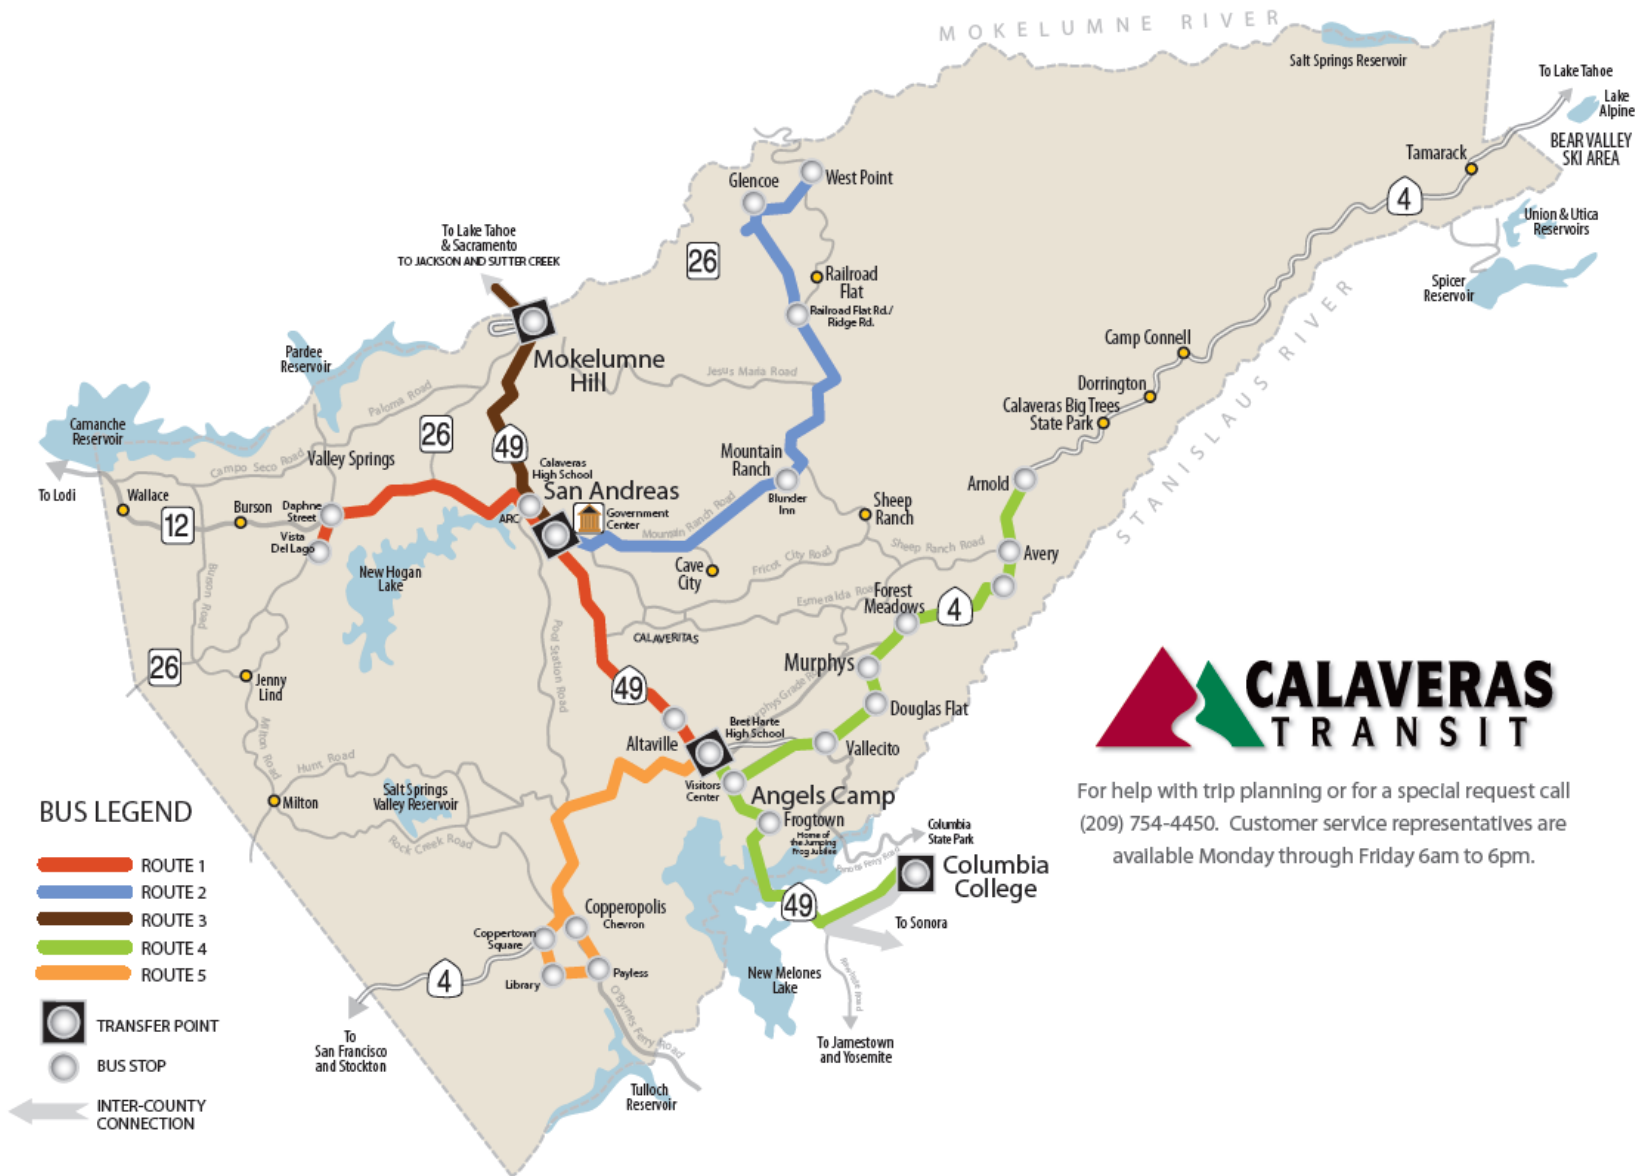 MOKELUMNE RIVER
Salt Springs Reservoir
To Lake Tahoe
Lake
Alpine
BEAR VALLEY
SKI AREA
Tamarack
4
Union & Utica
Reservoirs
Spicer
Reservoir
STANISLAUS RIVER
Glencoe
West Point
26
Railroad
Flat
Railroad Flat Rd./
Ridge Rd.
To Lake Tahoe
& Sacramento
TO JACKSON AND SUTTER CREEK
Mokelumne
Hill
Jesus Maria Road
Pardee
Reservoir
Paloma Road
Camanche
Reservoir
26
49
Campo Seco Road
Valley Springs
To Lodi
Wallace
12
Burson
Daphne
Street
Vista
Del Lago
Calaveras
High School
San Andreas
ARC
Government
Center
Mountain
Ranch
Blunder
Inn
Mountain Ranch Road
Sheep
Ranch
Sheep Ranch Road
Cave
City
Fricot City Road
Esmeralda Road
Camp Connell
Dorrington
Calaveras Big Trees
State Park
Arnold
Avery
Forest
Meadows
4
New Hogan
Lake
Burson Road
26
Jenny
Lind
Pool Station Road
CALAVERITAS
49
Murphys
Murphys Grade Road
Douglas Flat
Bret Harte
High School
Altaville
Vallecito
Visitors
Center
Angels Camp
Frogtown
Home of
the Jumping
Frog Jubilee
Columbia
State Park
Columbia
College
49
To Sonora
New Melones
Lake
To Jamestown
and Yosemite
Milton Road
Hunt Road
Milton
Salt Springs
Valley Reservoir
Rock Creek Road
Copperopolis
Chevron
Coppertown
Square
Library
Payless
4
O'Byrnes Ferry Road
To
San Francisco
and Stockton
Tulloch
Reservoir
CALAVERAS
TRANSIT
For help with trip planning or for a special request call
(209) 754-4450. Customer service representatives are
available Monday through Friday 6am to 6pm.
BUS LEGEND
ROUTE 1
ROUTE 2
ROUTE 3
ROUTE 4
ROUTE 5
TRANSFER POINT
BUS STOP
INTER-COUNTY
CONNECTION